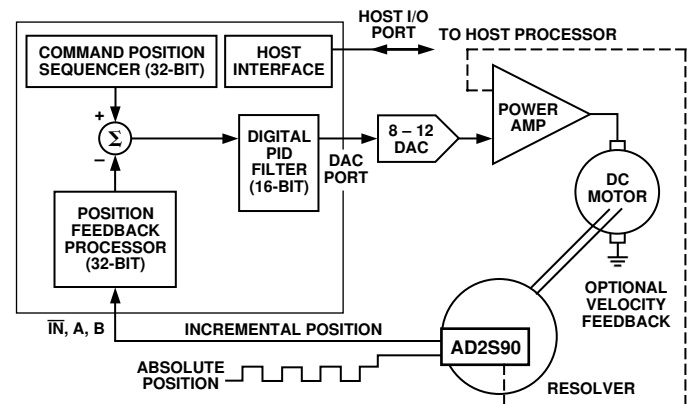 HOST I/O
PORT
TO HOST PROCESSOR
COMMAND POSITION
SEQUENCER (32-BIT)
HOST
INTERFACE
+
Σ
–
DIGITAL
PID
FILTER
(16-BIT)
DAC
PORT
8 – 12
DAC
POWER
AMP
DC
MOTOR
POSITION
FEEDBACK
PROCESSOR
(32-BIT)
OPTIONAL
VELOCITY
FEEDBACK
I̅N̅, A, B
INCREMENTAL POSITION
AD2S90
ABSOLUTE
POSITION
RESOLVER